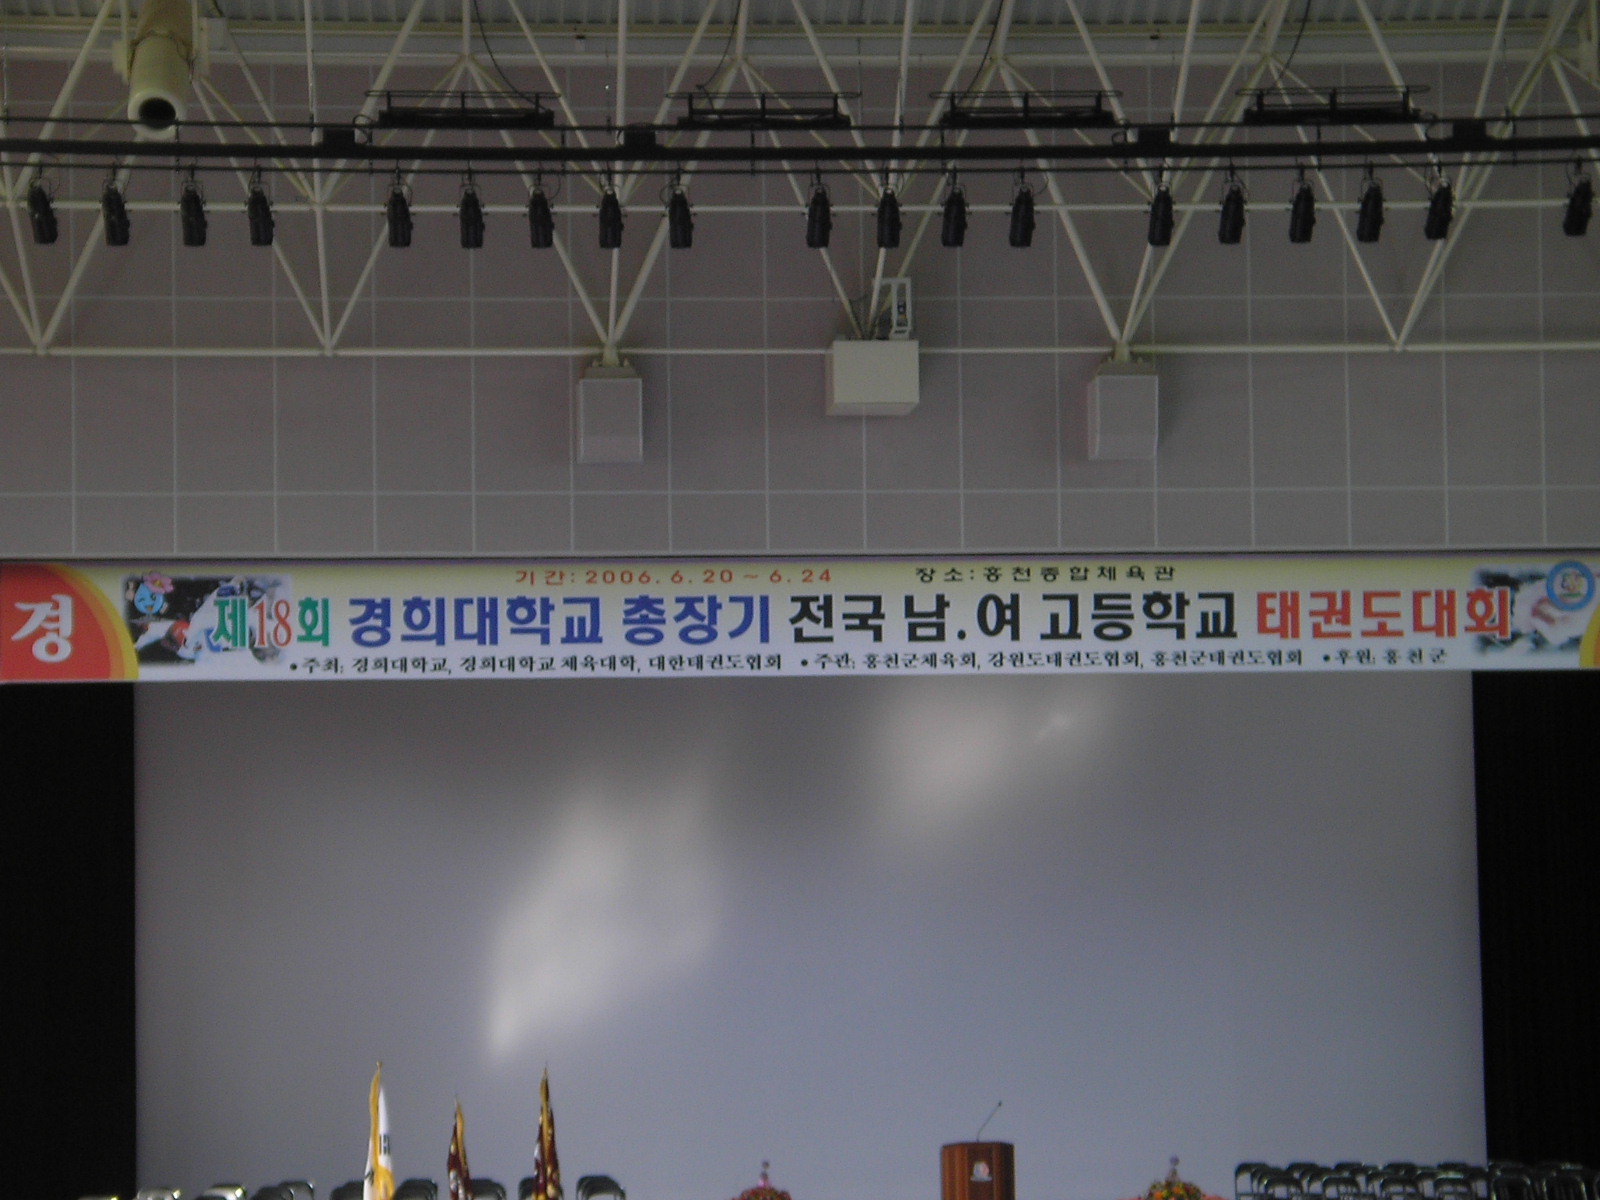 경
기간: 2006. 6. 20 ~ 6. 24 장소: 홍천종합체육관
제18회 경희대학교 총장기 전국 남.여 고등학교 태권도대회
●주최: 경희대학교, 경희대학교 체육대학, 대한태권도협회 ●주관: 홍천군체육회, 강원도태권도협회, 홍천군태권도협회 ●후원: 홍천군